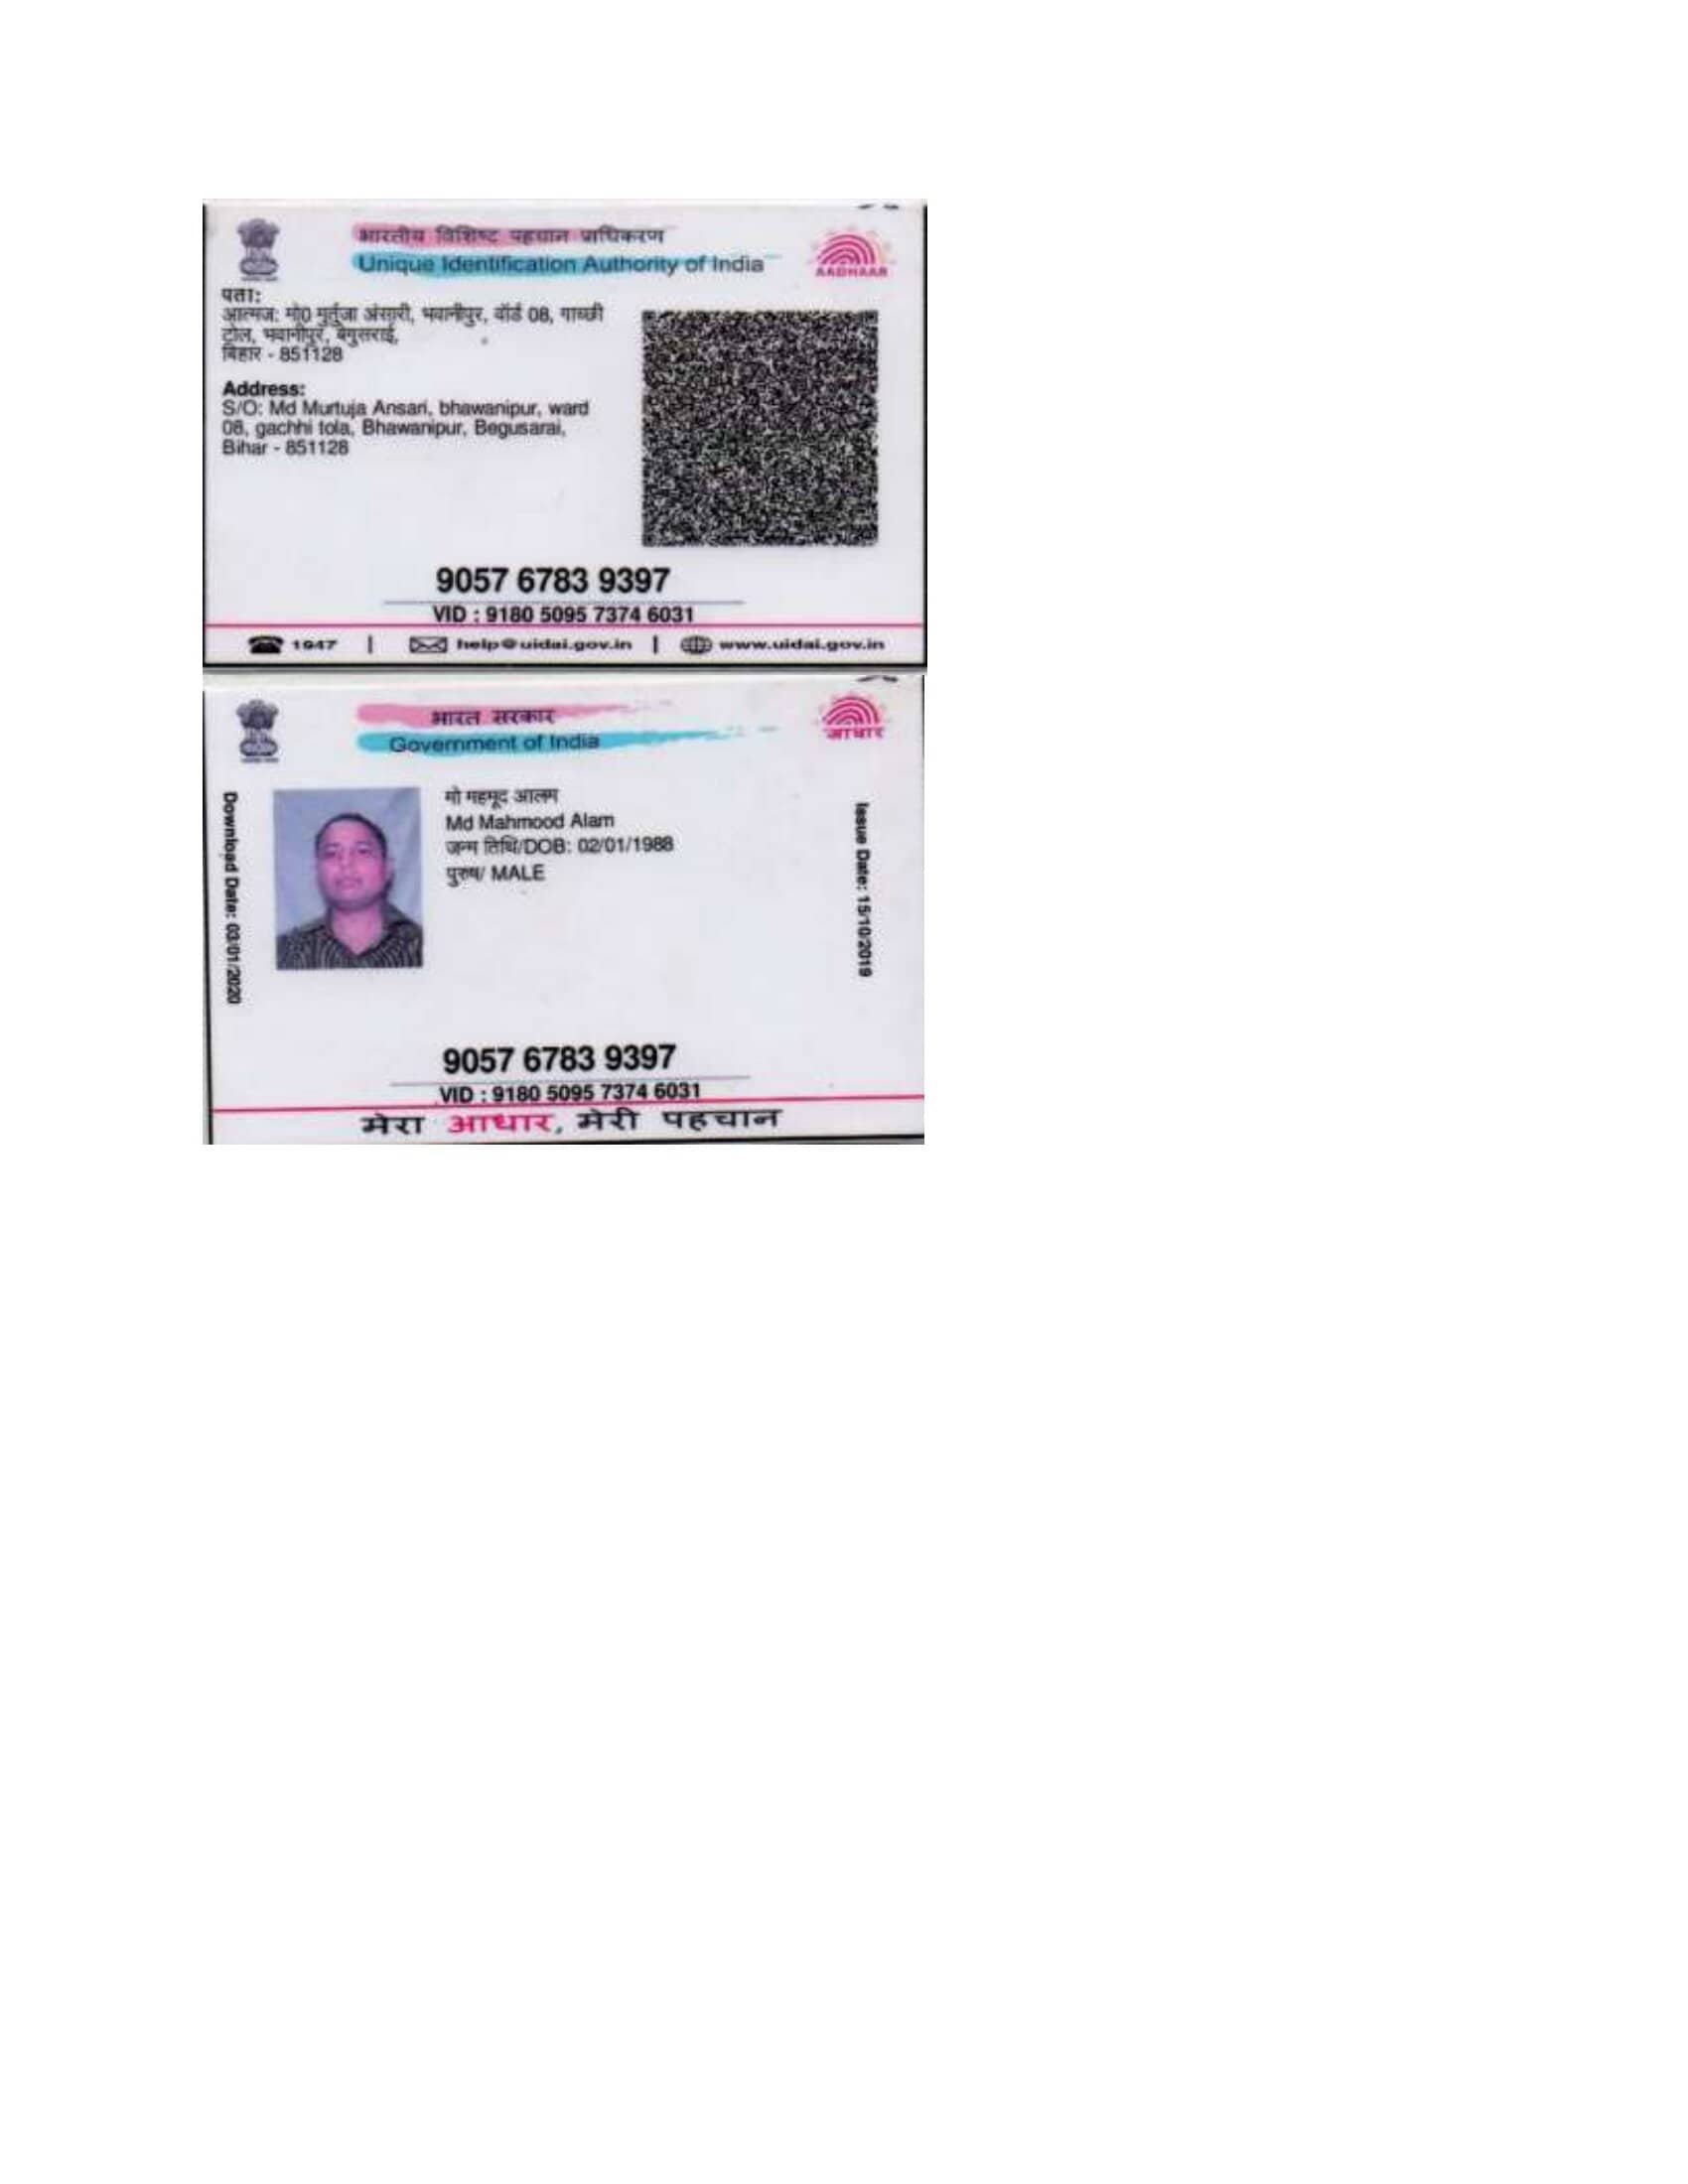 भारतीय विशिष्ट पहचान प्राधिकरण
Unique Identification Authority of India
AADHAAR
पता:
आत्मज: मो0 मुर्तुजा अंसारी, भवानीपुर, वॉर्ड 08, गाच्छी
टोल, भवानीपुर, बेगुसराई,
बिहार - 851128
Address:
S/O: Md Murtuja Ansari, bhawanipur, ward
08, gachhi tola, Bhawanipur, Begusarai,
Bihar - 851128
9057 6783 9397
VID : 9180 5095 7374 6031
1947 | help@uidai.gov.in | www.uidai.gov.in
भारत सरकार
Government of India
आधार
Download Date: 03/01/2020
मो महमूद आलम
Md Mahmood Alam
जन्म तिथि/DOB: 02/01/1988
पुरुष/ MALE
Issue Date: 15/10/2019
9057 6783 9397
VID : 9180 5095 7374 6031
मेरा आधार, मेरी पहचान